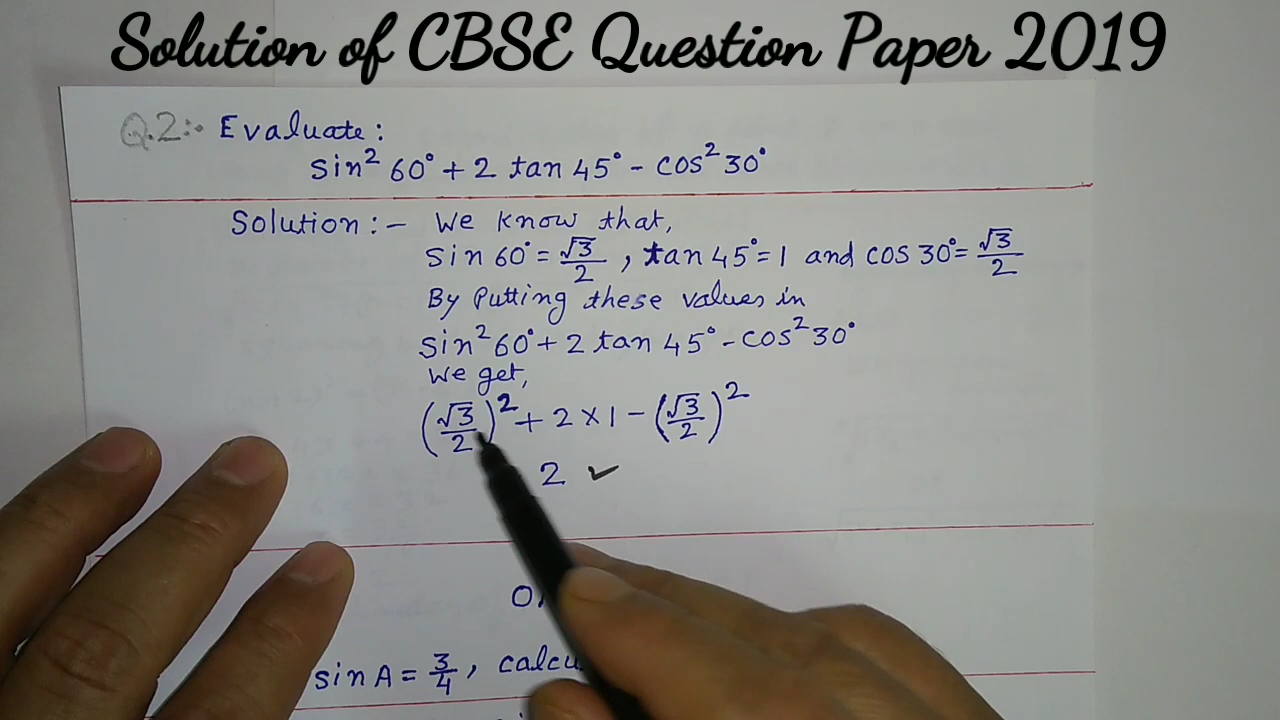 Solution of CBSE Question Paper 2019
Q.2:- Evaluate:
sin² 60° + 2 tan 45° - cos² 30°
Solution :- We know that,
sin 60° = √3/2 , tan 45° = 1 and cos 30° = √3/2
By Putting these values in
sin² 60° + 2 tan 45° - cos² 30°
We get,
(√3/2)² + 2 × 1 - (√3/2)²
2 ✓
sin A = 3/4 ,